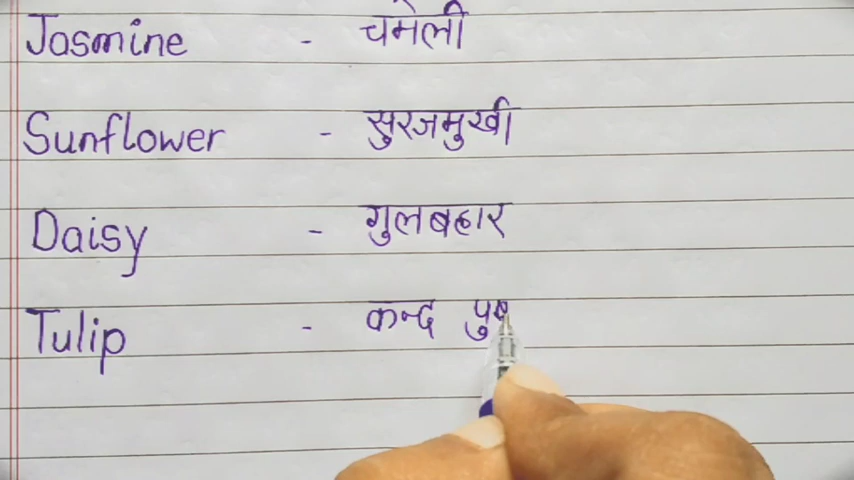 Jasmine - चमेली
Sunflower - सुरजमुखी
Daisy - गुलबहार
Tulip - कन्द